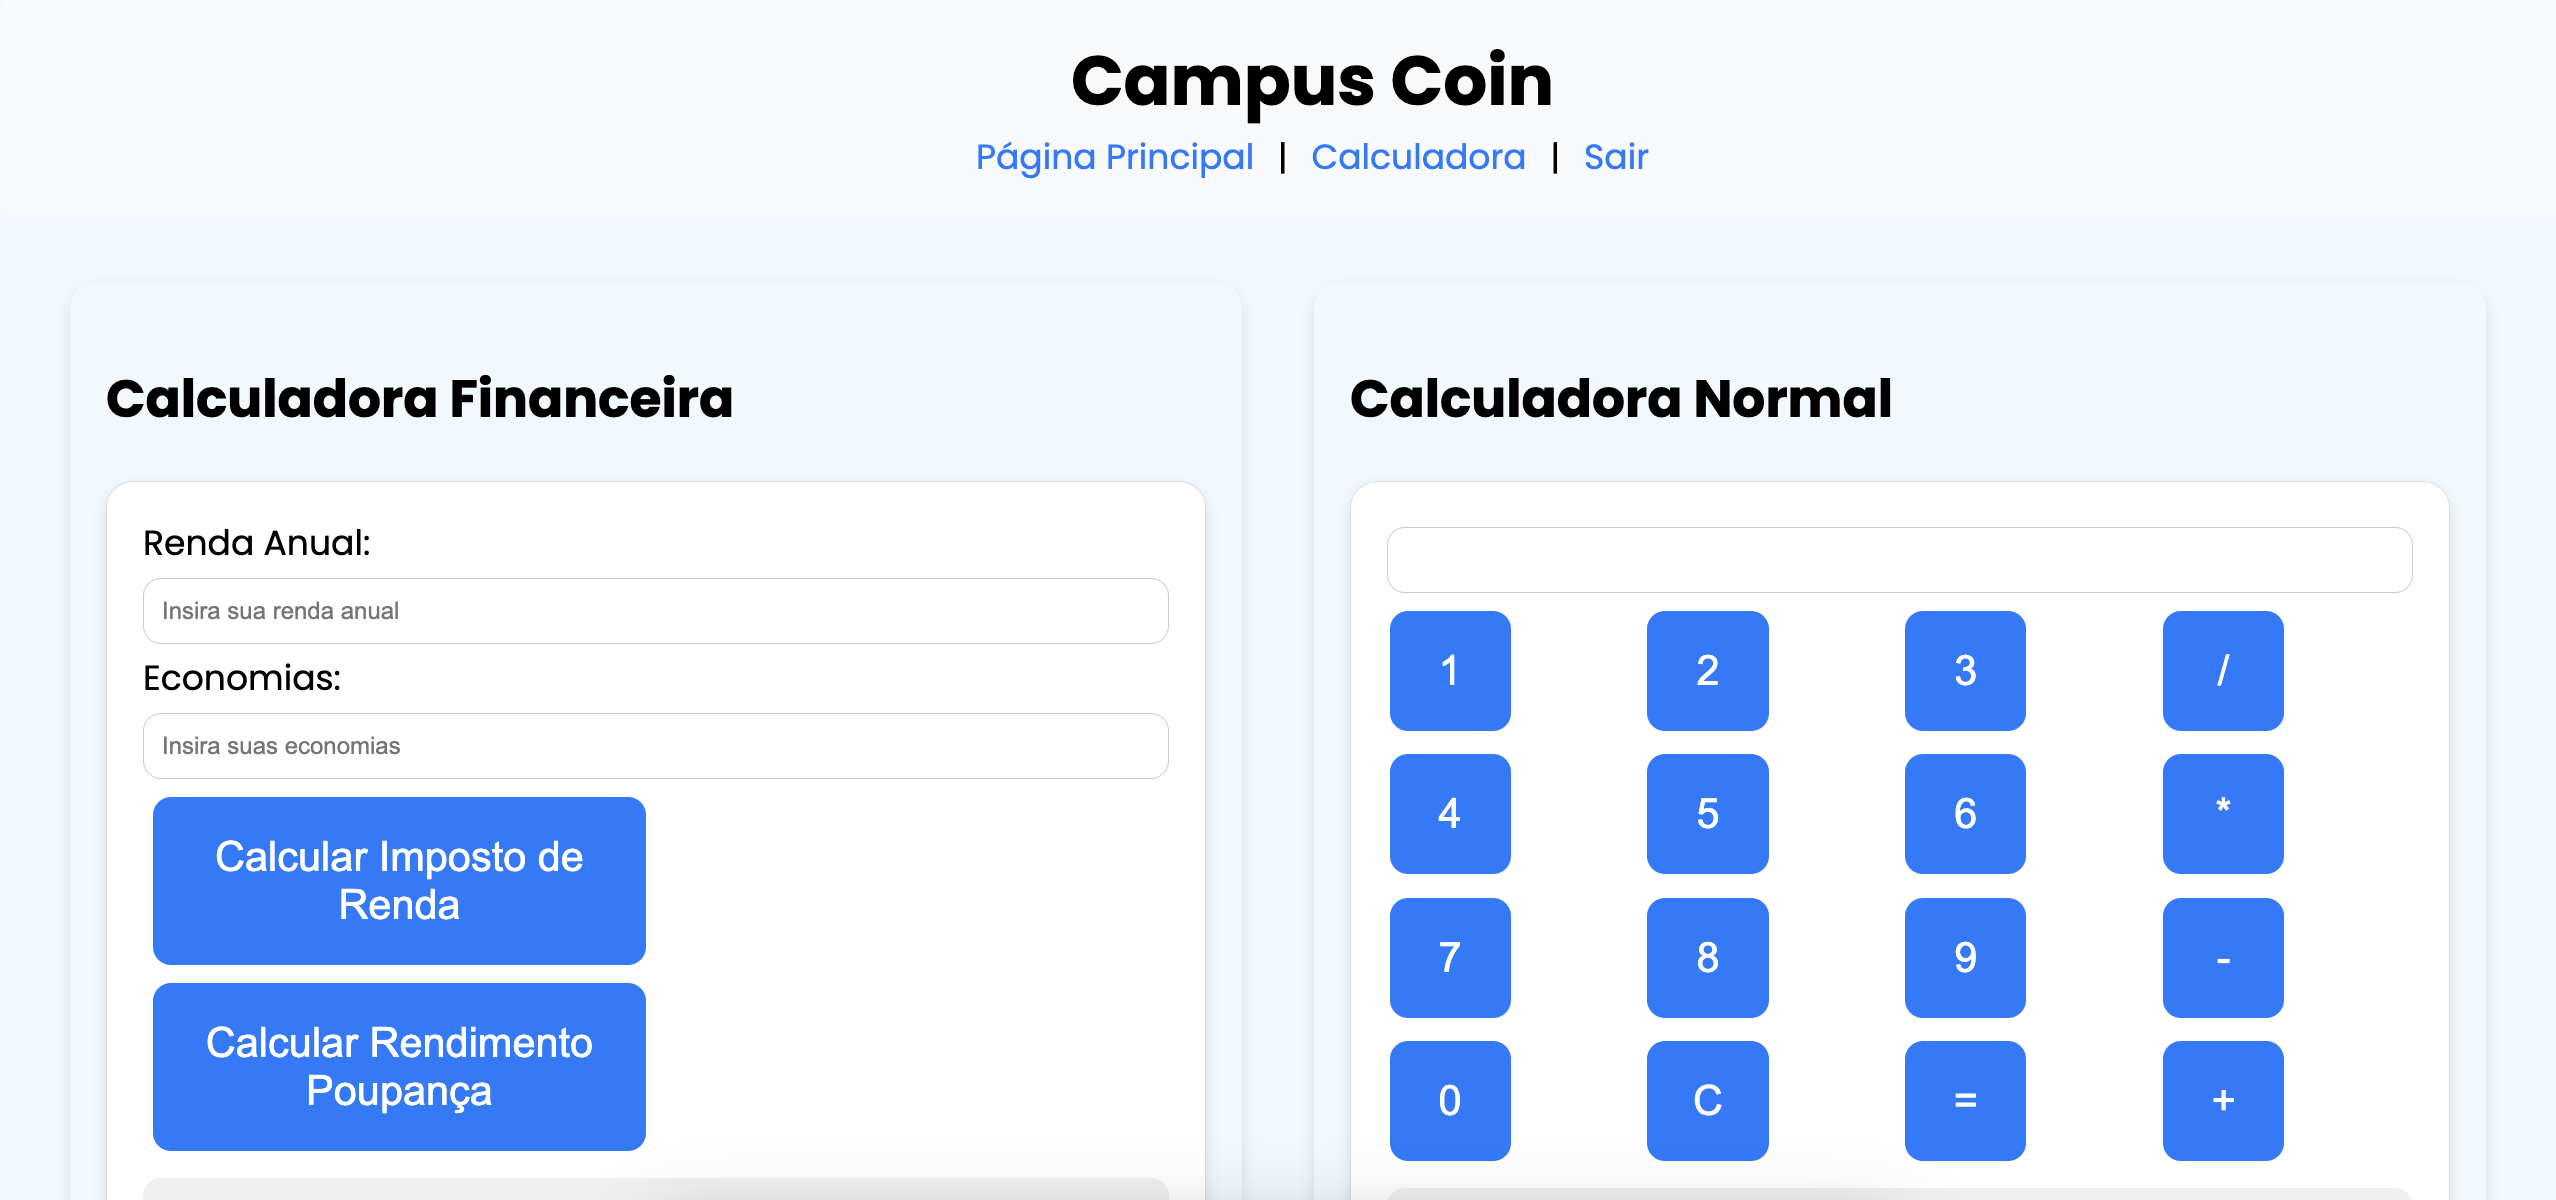 Campus Coin
Página Principal | Calculadora | Sair
Calculadora Financeira
Renda Anual:
Insira sua renda anual
Economias:
Insira suas economias
Calcular Imposto de
Renda
Calcular Rendimento
Poupança
Calculadora Normal
1 2 3 /
4 5 6 *
7 8 9 -
0 C = +